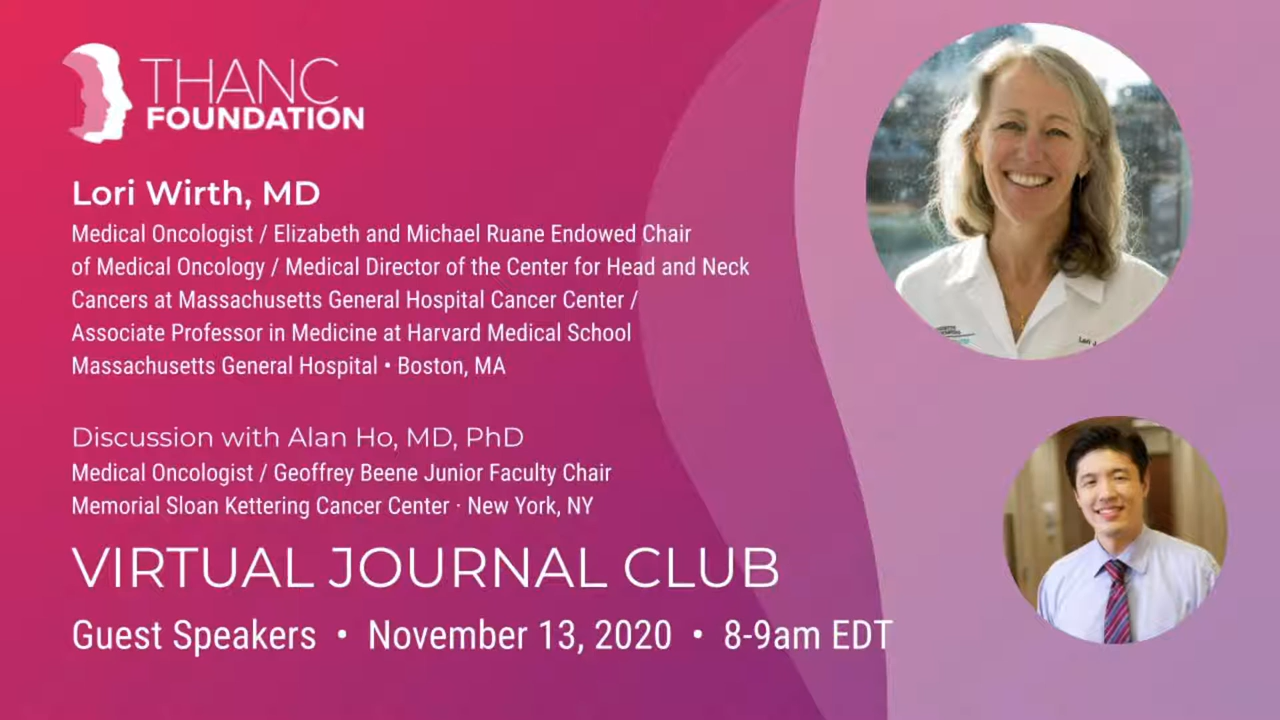 THANC
FOUNDATION
Lori Wirth, MD
Medical Oncologist / Elizabeth and Michael Ruane Endowed Chair
of Medical Oncology / Medical Director of the Center for Head and Neck
Cancers at Massachusetts General Hospital Cancer Center /
Associate Professor in Medicine at Harvard Medical School
Massachusetts General Hospital • Boston, MA
Discussion with Alan Ho, MD, PhD
Medical Oncologist / Geoffrey Beene Junior Faculty Chair
Memorial Sloan Kettering Cancer Center · New York, NY
VIRTUAL JOURNAL CLUB
Guest Speakers • November 13, 2020 • 8-9am EDT